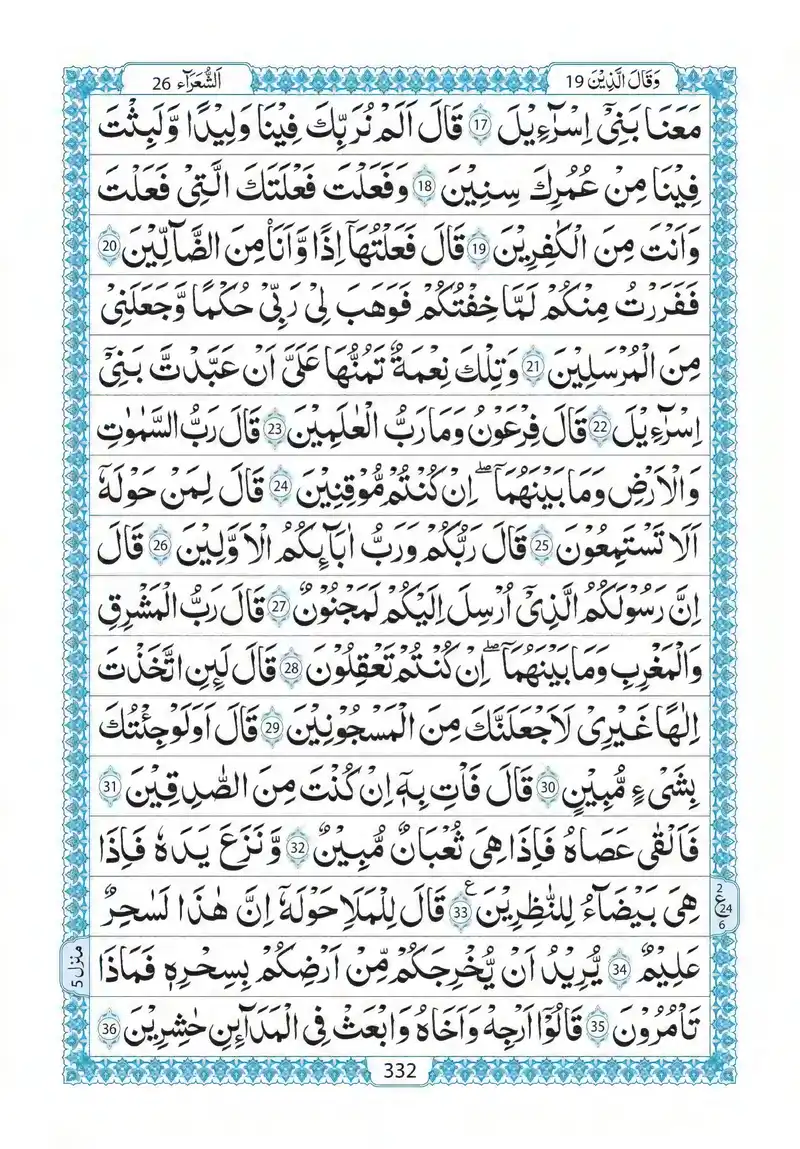 وَقَالَ الَّذِیْنَ 19
اَلشُّعَرَآء 26
مَعَنَا بَنِیْۤ اِسْرَآءِیْلَ 17 قَالَ اَلَمْ نُرَبِّكَ فِیْنَا وَلِیْدًا وَّلَبِثْتَ
فِیْنَا مِنْ عُمُرِكَ سِنِیْنَ 18 وَفَعَلْتَ فَعْلَتَكَ الَّتِیْ فَعَلْتَ
وَاَنْتَ مِنَ الْكٰفِرِیْنَ 19 قَالَ فَعَلْتُهَاۤ اِذًا وَّاَنَا۠ مِنَ الضَّآلِّیْنَ 20
فَفَرَرْتُ مِنْكُمْ لَمَّا خِفْتُكُمْ فَوَهَبَ لِیْ رَبِّیْ حُكْمًا وَّجَعَلَنِیْ
مِنَ الْمُرْسَلِیْنَ 21 وَتِلْكَ نِعْمَةٌ تَمُنُّهَا عَلَیَّ اَنْ عَبَّدْتَّ بَنِیْۤ
اِسْرَآءِیْلَ 22 قَالَ فِرْعَوْنُ وَمَا رَبُّ الْعٰلَمِیْنَ 23 قَالَ رَبُّ السَّمٰوٰتِ
وَالْاَرْضِ وَمَا بَیْنَهُمَاۤ ؕ اِنْ كُنْتُمْ مُّوْقِنِیْنَ 24 قَالَ لِمَنْ حَوْلَهٗۤ
اَلَا تَسْتَمِعُوْنَ 25 قَالَ رَبُّكُمْ وَرَبُّ اٰبَآئِكُمُ الْاَوَّلِیْنَ 26 قَالَ
اِنَّ رَسُوْلَكُمُ الَّذِیْۤ اُرْسِلَ اِلَیْكُمْ لَمَجْنُوْنٌ 27 قَالَ رَبُّ الْمَشْرِقِ
وَالْمَغْرِبِ وَمَا بَیْنَهُمَاؕ اِنْ كُنْتُمْ تَعْقِلُوْنَ 28 قَالَ لَئِنِ اتَّخَذْتَ
اِلٰهًا غَیْرِیْ لَاَجْعَلَنَّكَ مِنَ الْمَسْجُوْنِیْنَ 29 قَالَ اَوَلَوْ جِئْتُكَ
بِشَیْءٍ مُّبِیْنٍ 30 قَالَ فَاْتِ بِهٖۤ اِنْ كُنْتَ مِنَ الصّٰدِقِیْنَ 31
فَاَلْقٰی عَصَاهُ فَاِذَا هِیَ ثُعْبَانٌ مُّبِیْنٌ 32 وَّنَزَعَ یَدَهٗ فَاِذَا
هِیَ بَیْضَآءُ لِلنّٰظِرِیْنَ 33 ع قَالَ لِلْمَلَاِ حَوْلَهٗۤ اِنَّ هٰذَا لَسٰحِرٌ
2 ع 24 6
عَلِیْمٌ 34 یُّرِیْدُ اَنْ یُّخْرِجَكُمْ مِّنْ اَرْضِكُمْ بِسِحْرِهٖ فَمَاذَا
منزل 5
تَاْمُرُوْنَ 35 قَالُوْۤا اَرْجِهْ وَاَخَاهُ وَابْعَثْ فِی الْمَدَآئِنِ حٰشِرِیْنَ 36
332